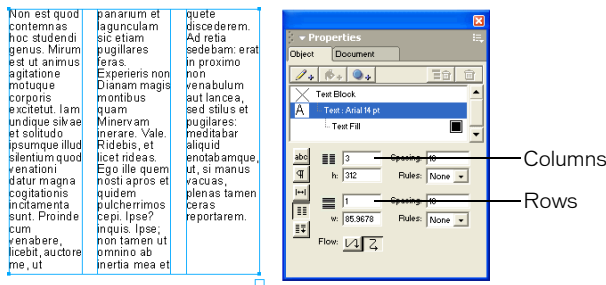 Non est quod
contemnas
hoc studendi
genus. Mirum
est ut animus
agitatione
motuque
corporis
excitetut. Iam
undique silvae
et solitudo
ipsumque illud
silentium quod
venationi
datur magna
cogitationis
incitamenta
sunt. Proinde
cum
venabere,
licebit, auctore
me, ut
panarium et
lagunculam
sic etiam
pugillares
feras.
Experieris non
Dianam magis
montibus
quam
Minervam
inerare. Vale.
Ridebis, et
licet rideas.
Ego ille quem
nosti apros et
quidem
pulcherrimos
cepi. Ipse?
inquis. Ipse;
non tamen ut
omnino ab
inertia mea et
quete
discederem.
Ad retia
sedebam: erat
in proximo
non
venabulum
aut lancea,
sed stilus et
pugilares:
meditabar
aliquid
enotabamque,
ut, si manus
vacuas,
plenas tamen
ceras
reportarem.
Properties
Object Document
Text Block
A Text : Arial 14 pt
Text Fill
abc 3 Spacing: 18
h: 312 Rules: None
1 Spacing: 18
w: 85.9678 Rules: None
Flow:
Columns
Rows